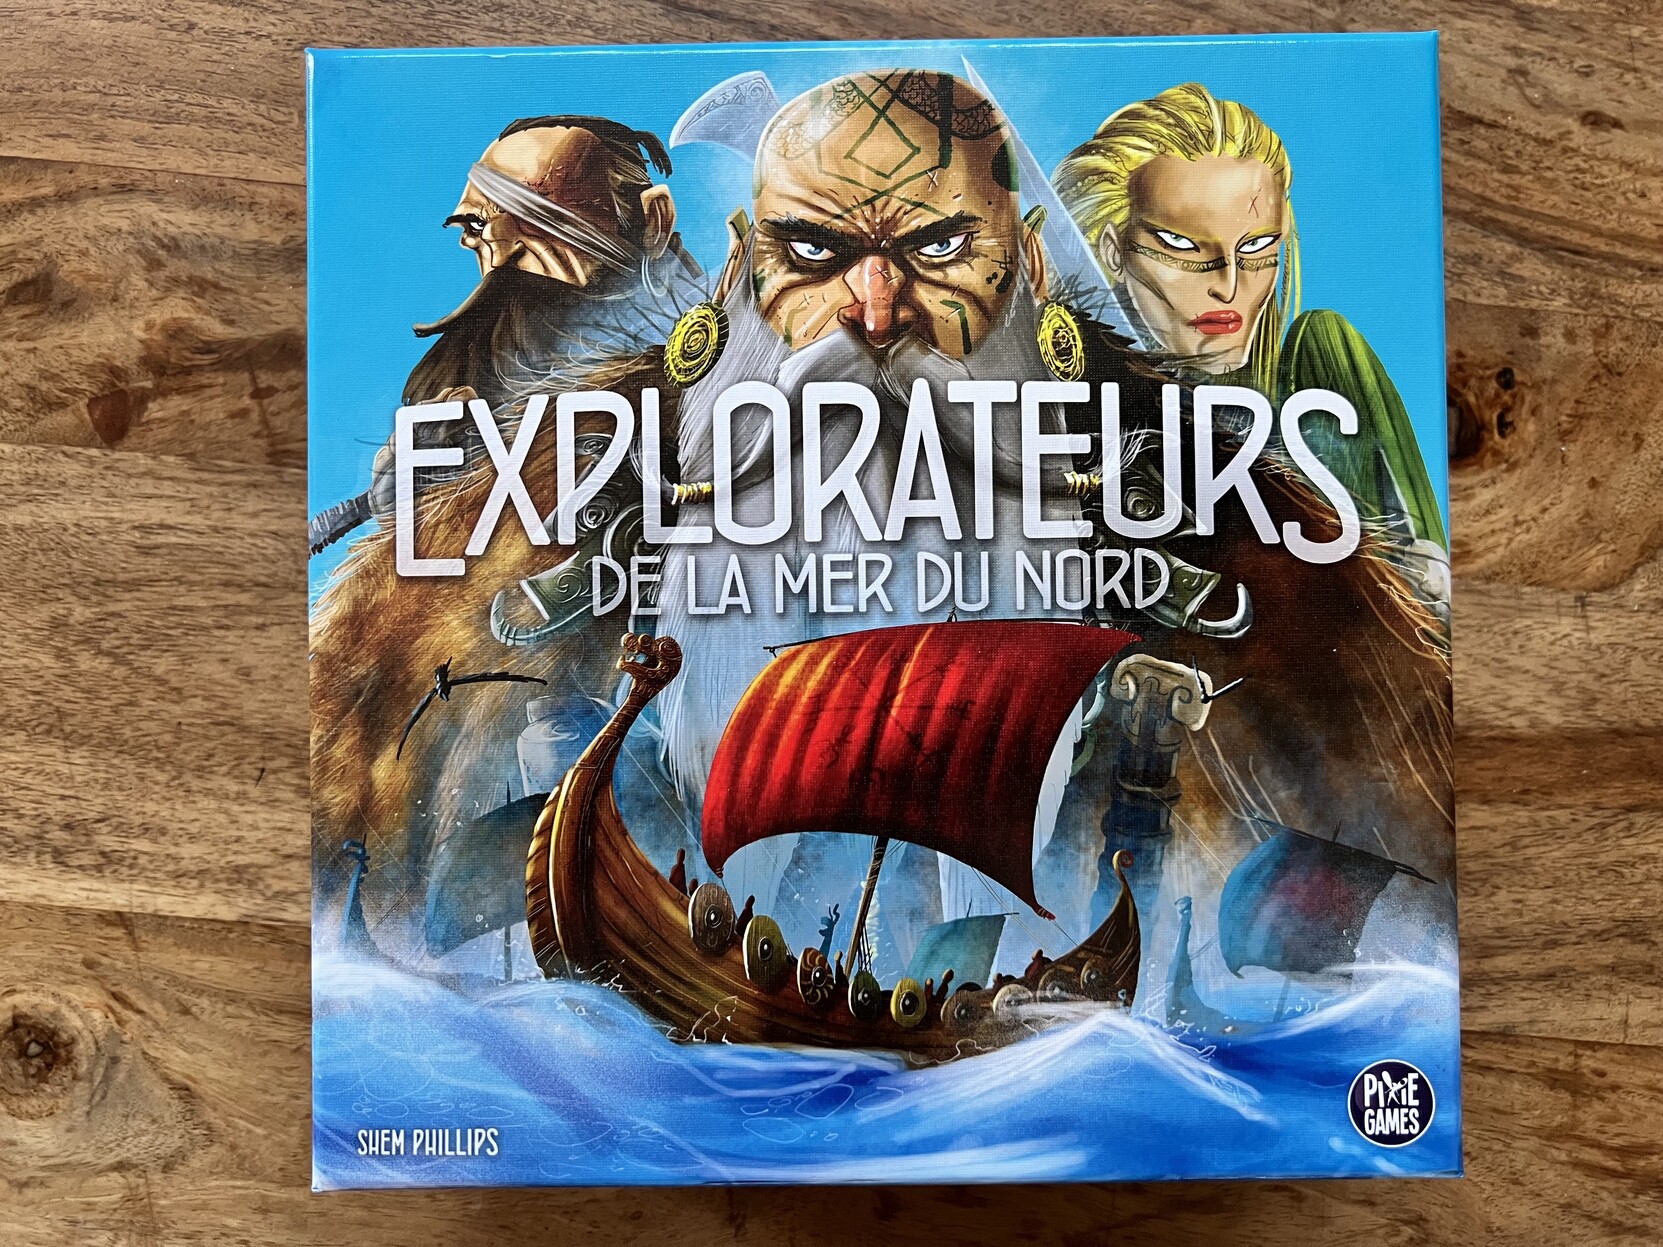 EXPLORATEURS
DE LA MER DU NORD
SHEM PHILLIPS
PIXIE
GAMES